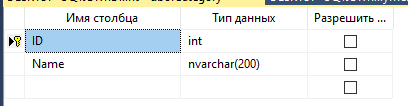 Имя столбца Тип данных Разрешить ...
ID int
Name nvarchar(200)